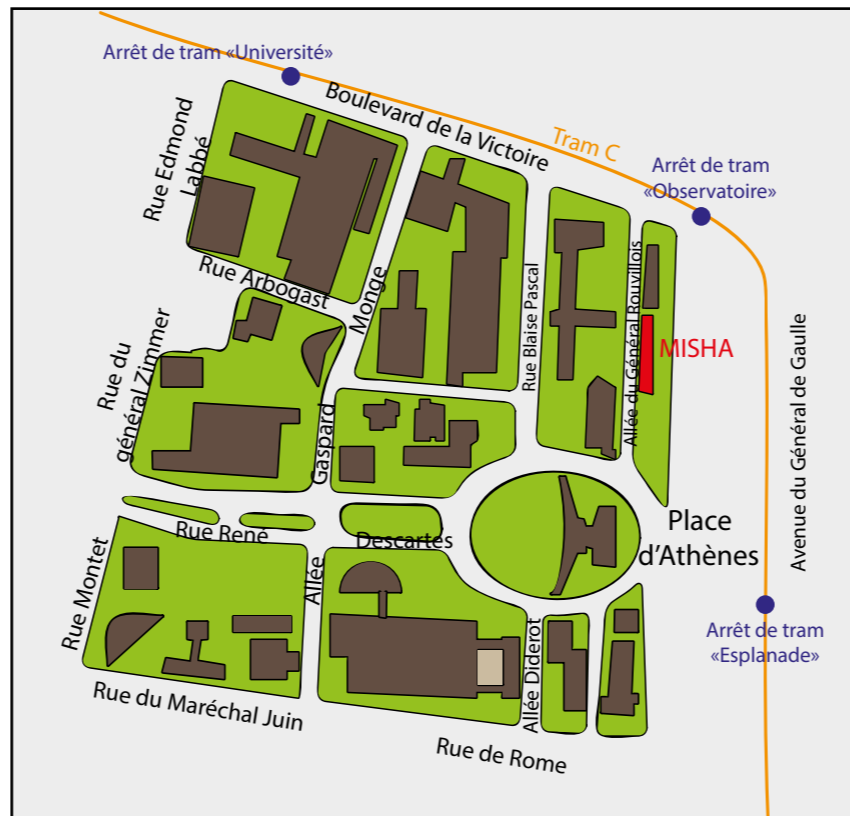 Arrêt de tram «Université»
Boulevard de la Victoire
Tram C
Arrêt de tram
«Observatoire»
Rue Edmond
Labbé
Rue Arbogast
Monge
Rue Blaise Pascal
Allée du Général Rouvillois
MISHA
Avenue du Général de Gaulle
Rue du
général Zimmer
Gaspard
Rue René
Descartes
Place
d'Athènes
Rue Montet
Allée
Arrêt de tram
«Esplanade»
Allée Diderot
Rue du Maréchal Juin
Rue de Rome